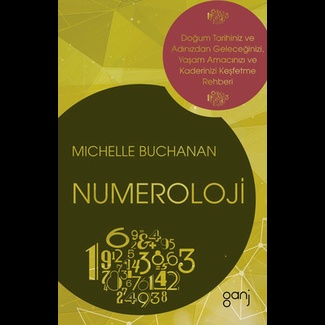 Doğum Tarihiniz ve
Adınızdan Geleceğinizi,
Yaşam Amacınızı ve
Kaderinizi Keşfetme
Rehberi
MICHELLE BUCHANAN
NUMEROLOJİ
ganj